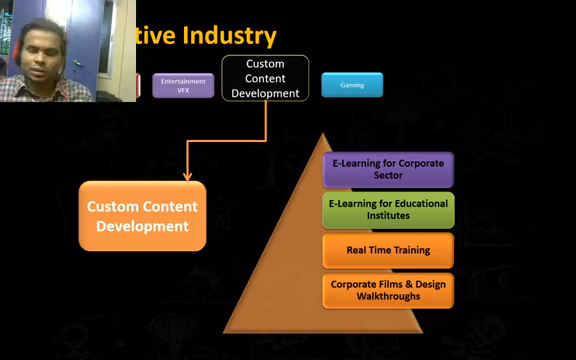 tive Industry
Entertainment
VFX
Custom
Content
Development
Gaming
Custom Content
Development
E-Learning for Corporate
Sector
E-Learning for Educational
Institutes
Real Time Training
Corporate Films & Design
Walkthroughs